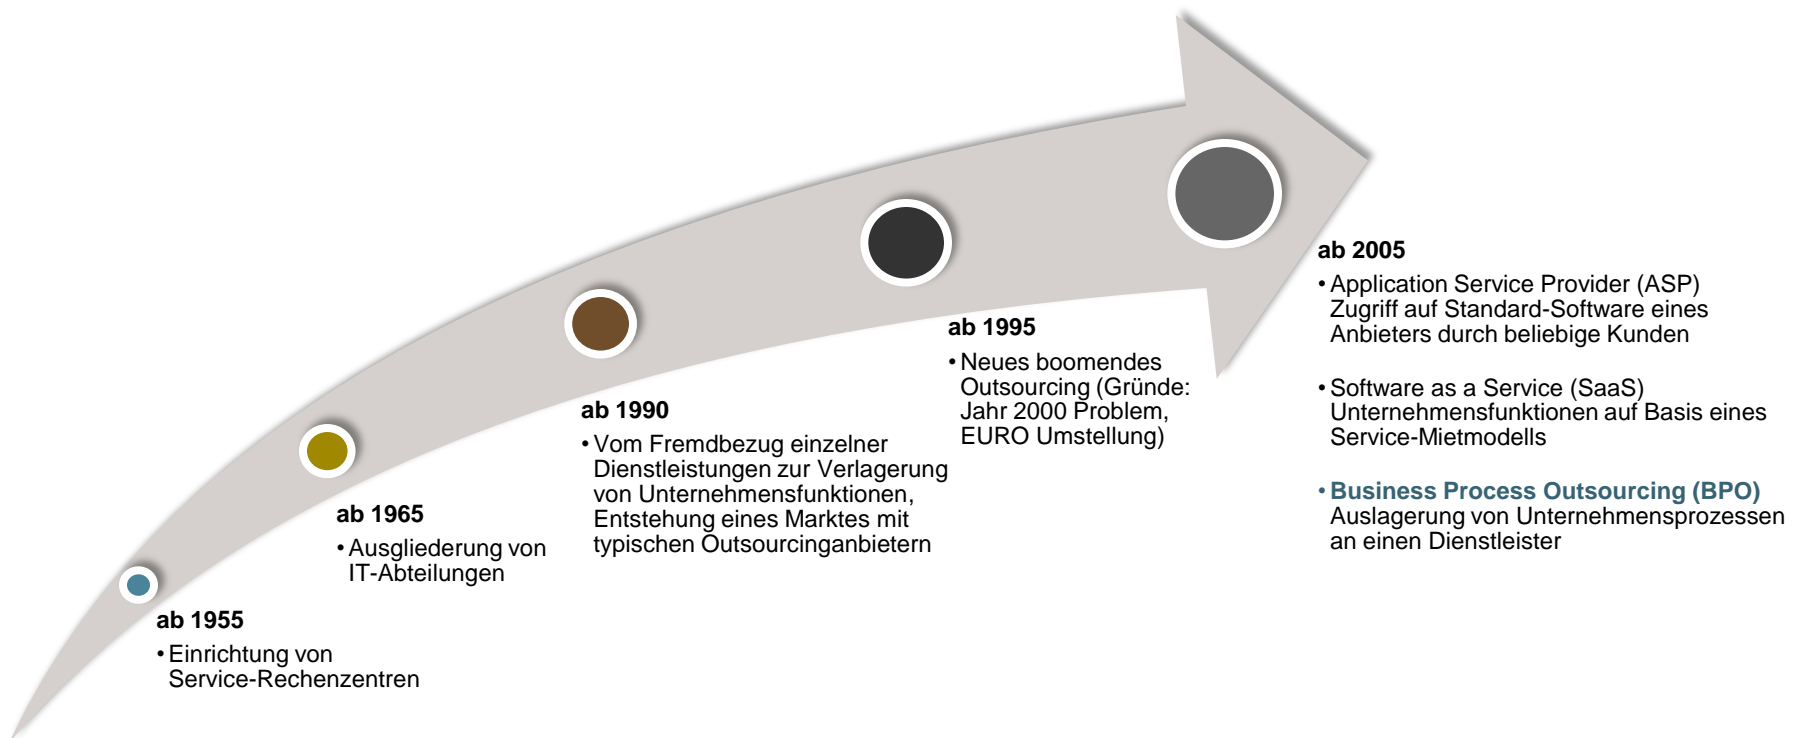 ab 1955
• Einrichtung von
Service-Rechenzentren
ab 1965
• Ausgliederung von
IT-Abteilungen
ab 1990
• Vom Fremdbezug einzelner
Dienstleistungen zur Verlagerung
von Unternehmensfunktionen,
Entstehung eines Marktes mit
typischen Outsourcinganbietern
ab 1995
• Neues boomendes
Outsourcing (Gründe:
Jahr 2000 Problem,
EURO Umstellung)
ab 2005
• Application Service Provider (ASP)
Zugriff auf Standard-Software eines
Anbieters durch beliebige Kunden
• Software as a Service (SaaS)
Unternehmensfunktionen auf Basis eines
Service-Mietmodells
• Business Process Outsourcing (BPO)
Auslagerung von Unternehmensprozessen
an einen Dienstleister